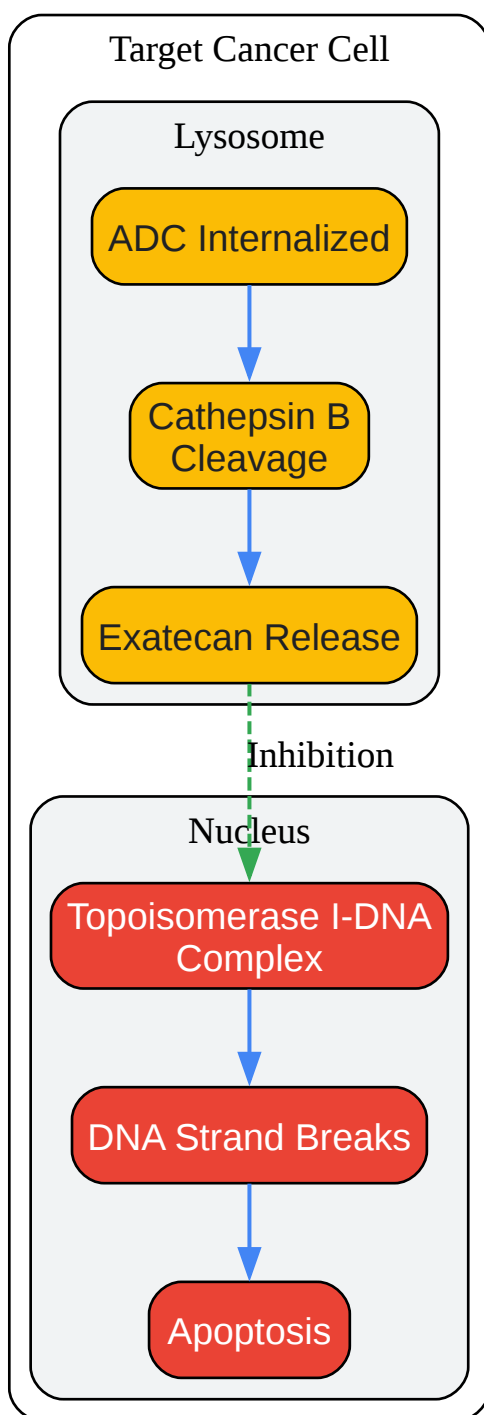 Target Cancer Cell
Lysosome
ADC Internalized
Cathepsin B
Cleavage
Exatecan Release
Inhibition
Nucleus
Topoisomerase I-DNA
Complex
DNA Strand Breaks
Apoptosis